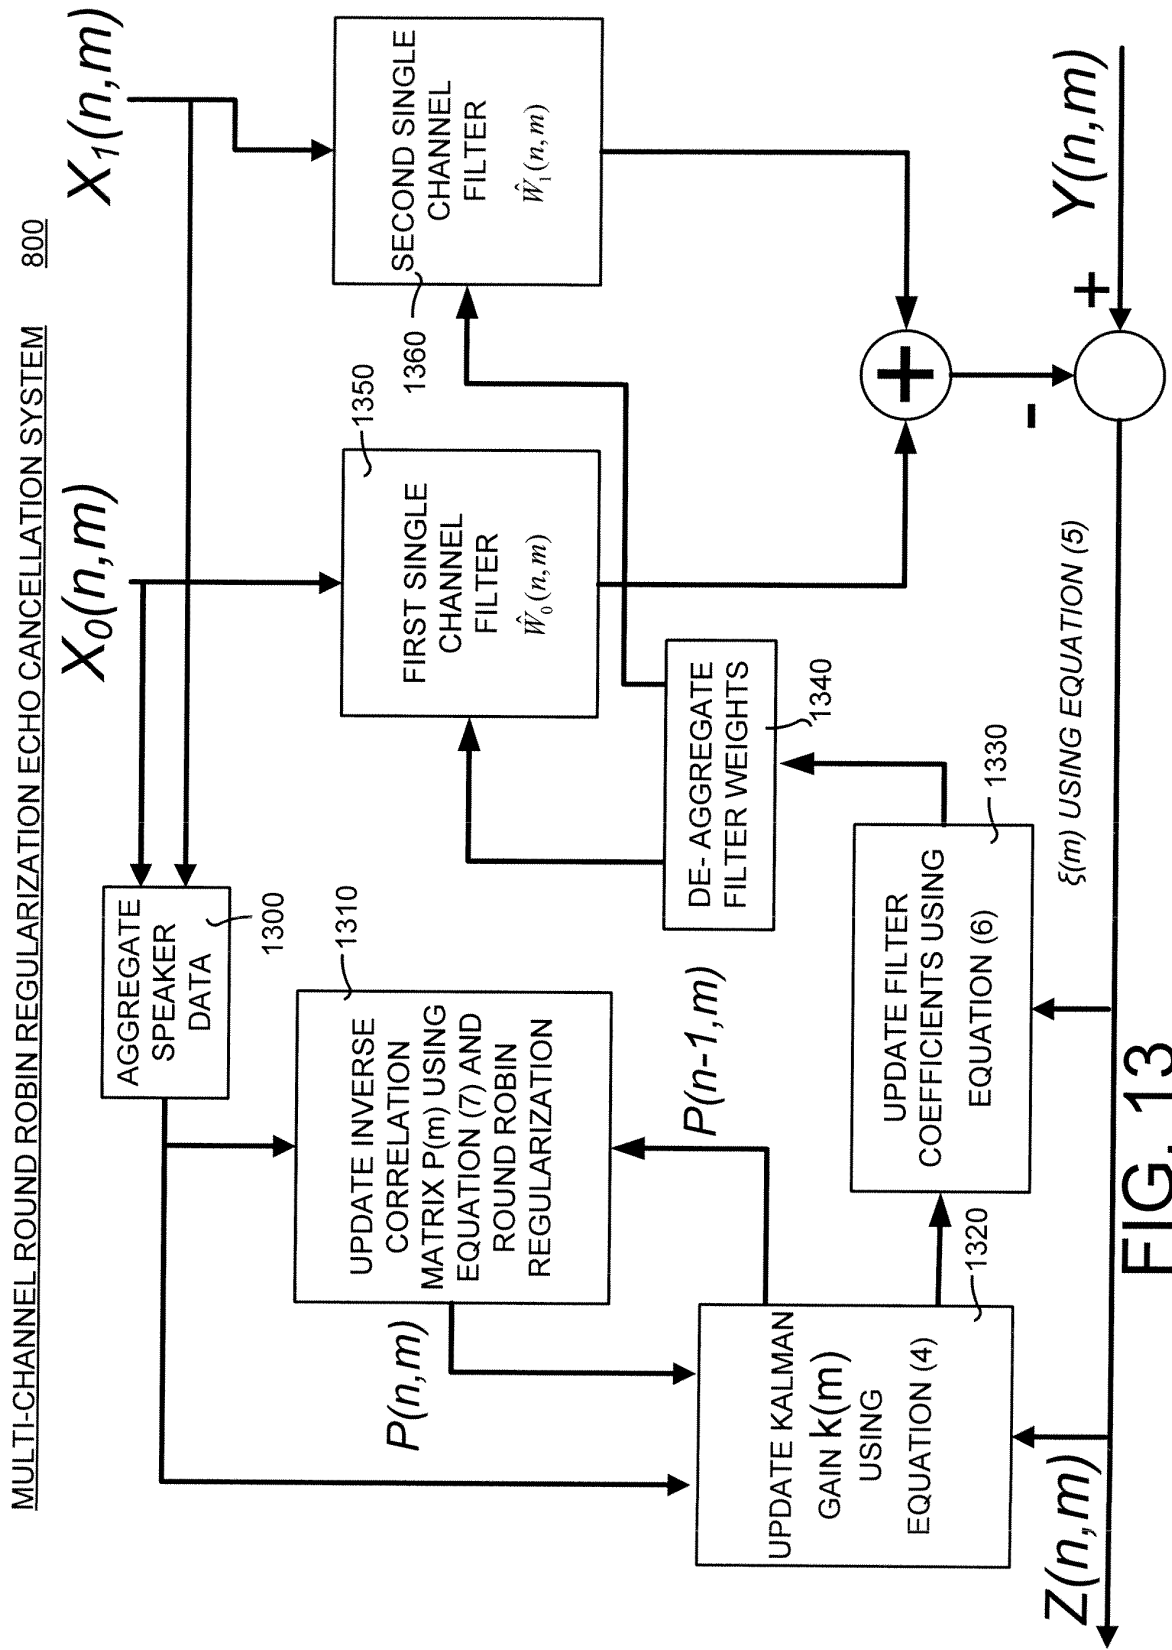 MULTI-CHANNEL ROUND ROBIN REGULARIZATION ECHO CANCELLATION SYSTEM 800
X0(n,m)
X1(n,m)
AGGREGATE
SPEAKER
DATA
1300
UPDATE INVERSE
CORRELATION
MATRIX P(m) USING
EQUATION (7) AND
ROUND ROBIN
REGULARIZATION
1310
FIRST SINGLE
CHANNEL
FILTER
Ŵ0(n,m)
1350
SECOND SINGLE
CHANNEL
FILTER
Ŵ1(n,m)
1360
P(n,m)
P(n-1,m)
DE- AGGREGATE
FILTER WEIGHTS
1340
UPDATE KALMAN
GAIN k(m)
USING
EQUATION (4)
1320
UPDATE FILTER
COEFFICIENTS USING
EQUATION (6)
1330
+
-
+
ξ(m) USING EQUATION (5)
Y(n,m)
Z(n,m)
FIG. 13